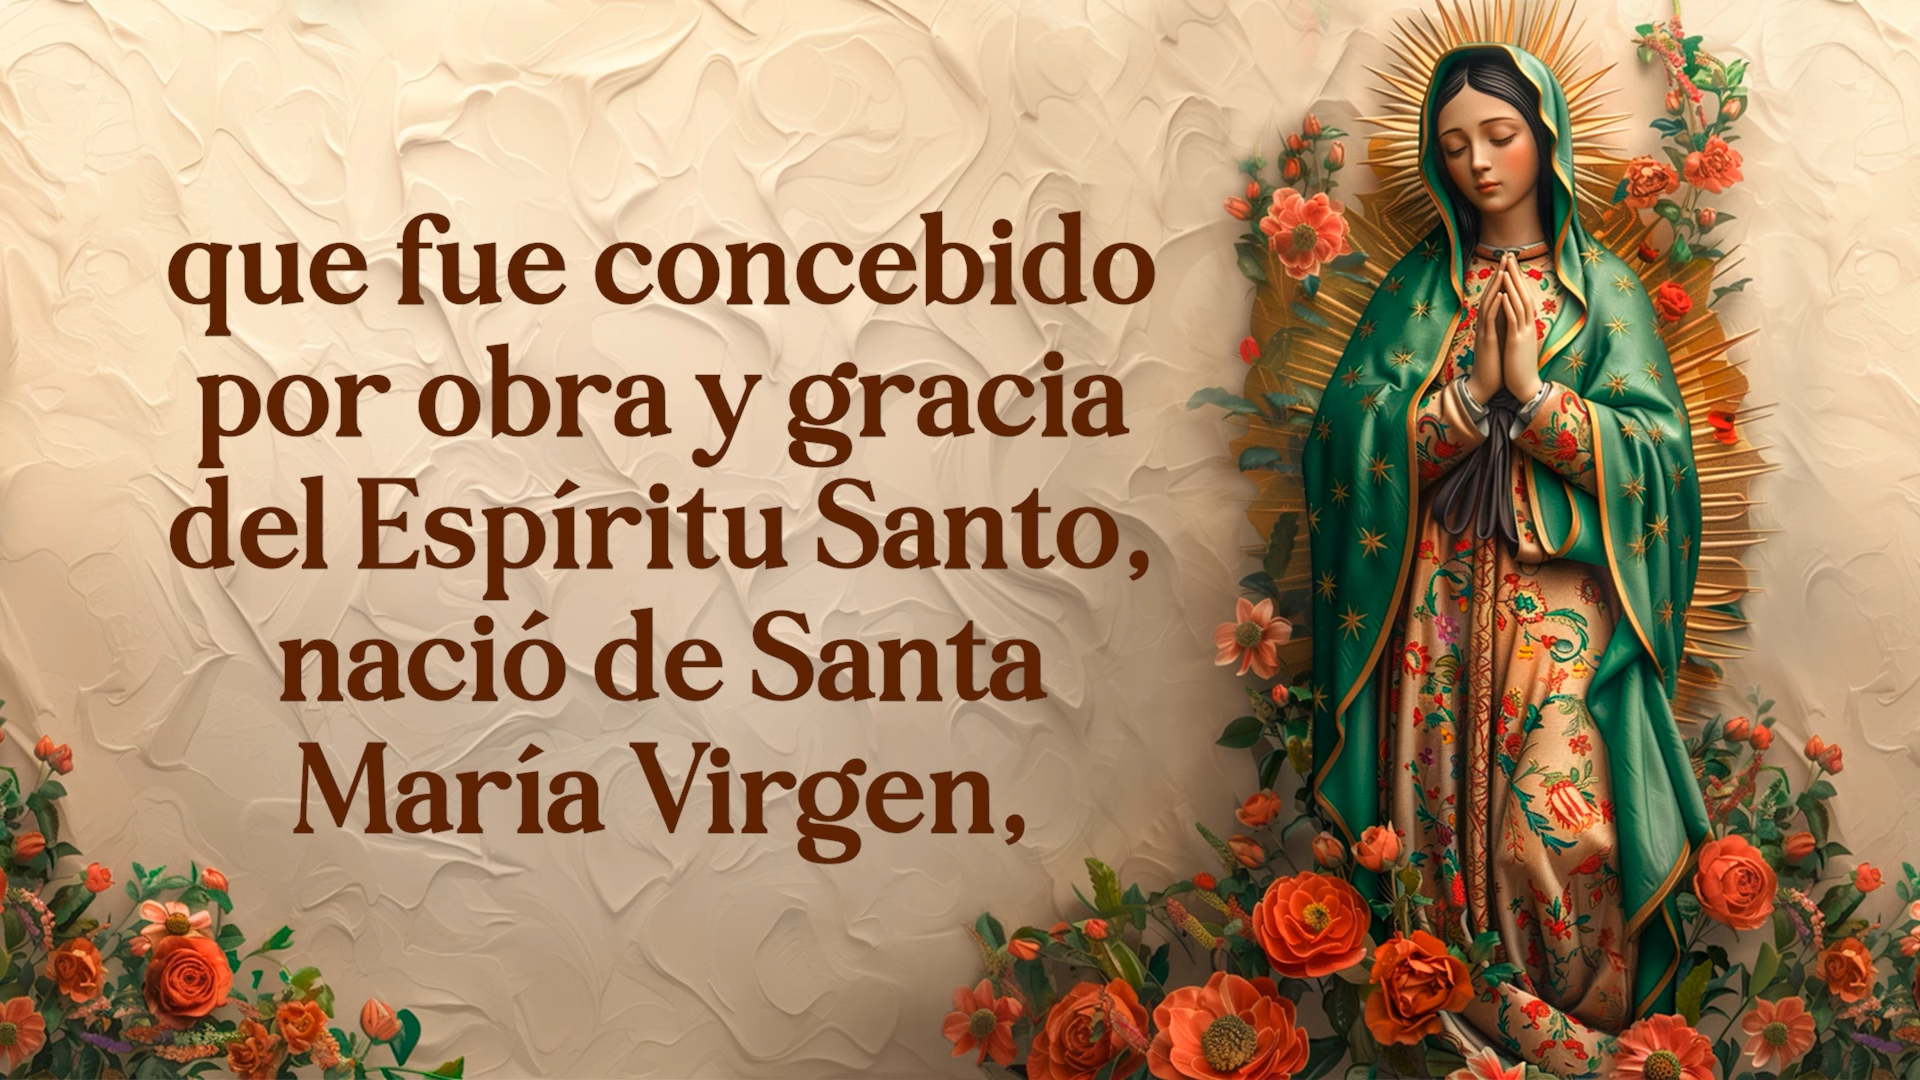 que fue concebido
por obra y gracia
del Espíritu Santo,
nació de Santa
María Virgen,